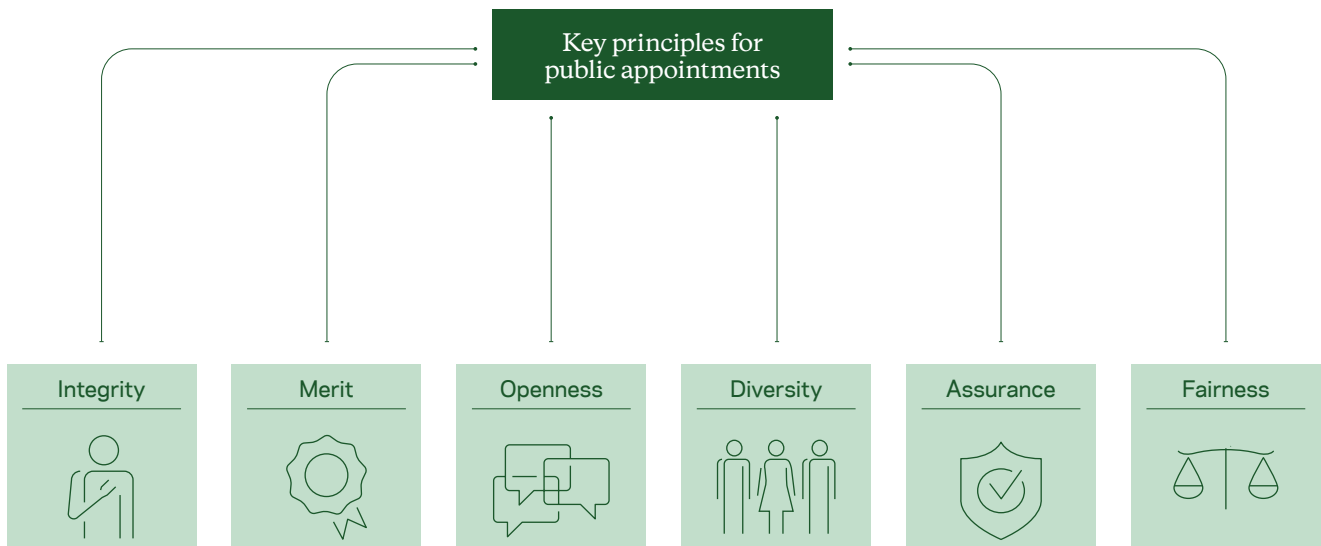 Key principles for
public appointments
Integrity
Merit
Openness
Diversity
Assurance
Fairness